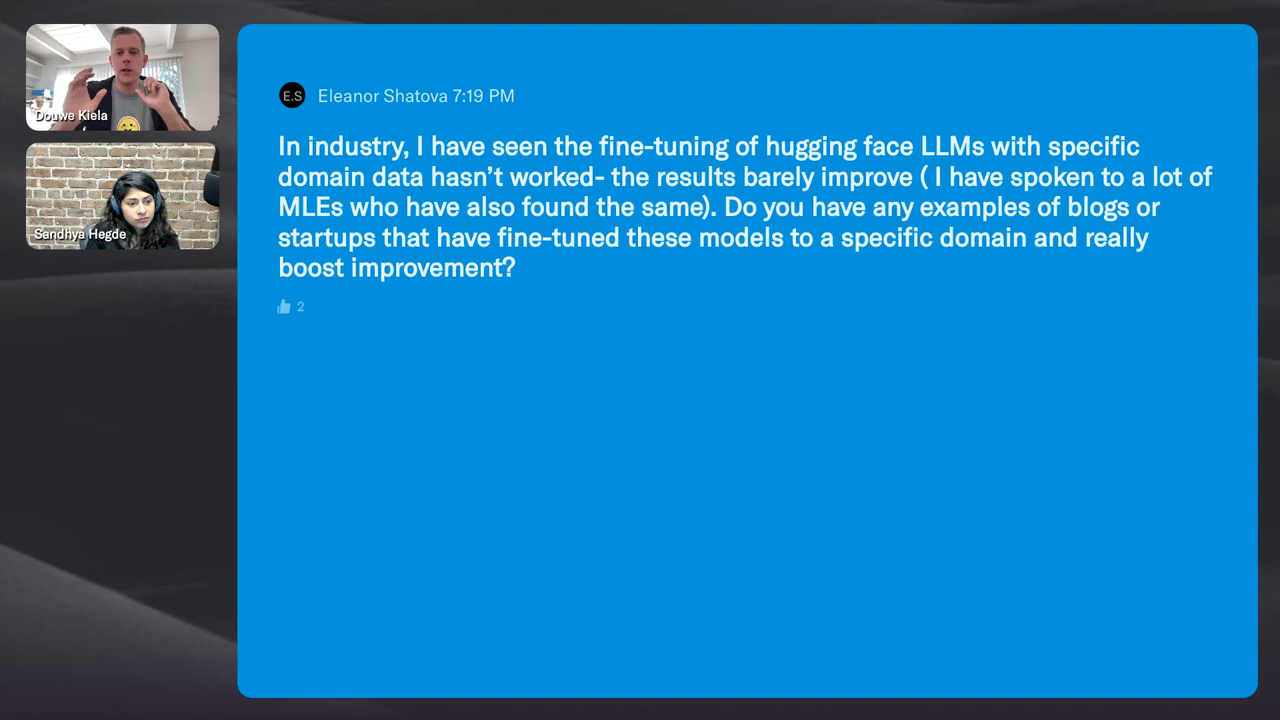 Douwe Kiela
Sandhya Hegde
E.S
Eleanor Shatova 7:19 PM
In industry, I have seen the fine-tuning of hugging face LLMs with specific
domain data hasn’t worked- the results barely improve ( I have spoken to a lot of
MLEs who have also found the same). Do you have any examples of blogs or
startups that have fine-tuned these models to a specific domain and really
boost improvement?
2